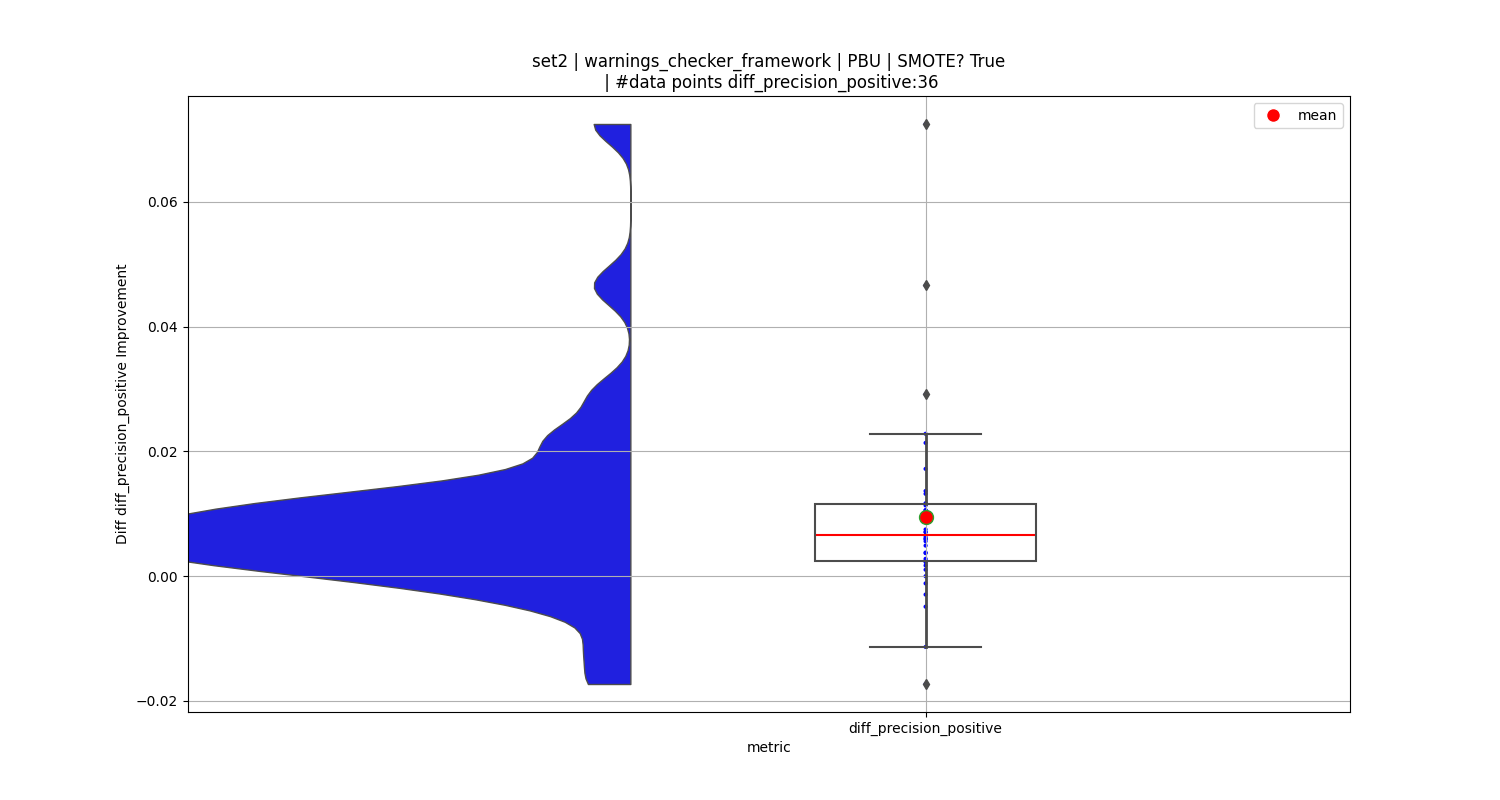 set2 | warnings_checker_framework | PBU | SMOTE? True
| #data points diff_precision_positive:36
mean
0.06
0.04
0.02
0.00
−0.02
Diff diff_precision_positive Improvement
diff_precision_positive
metric